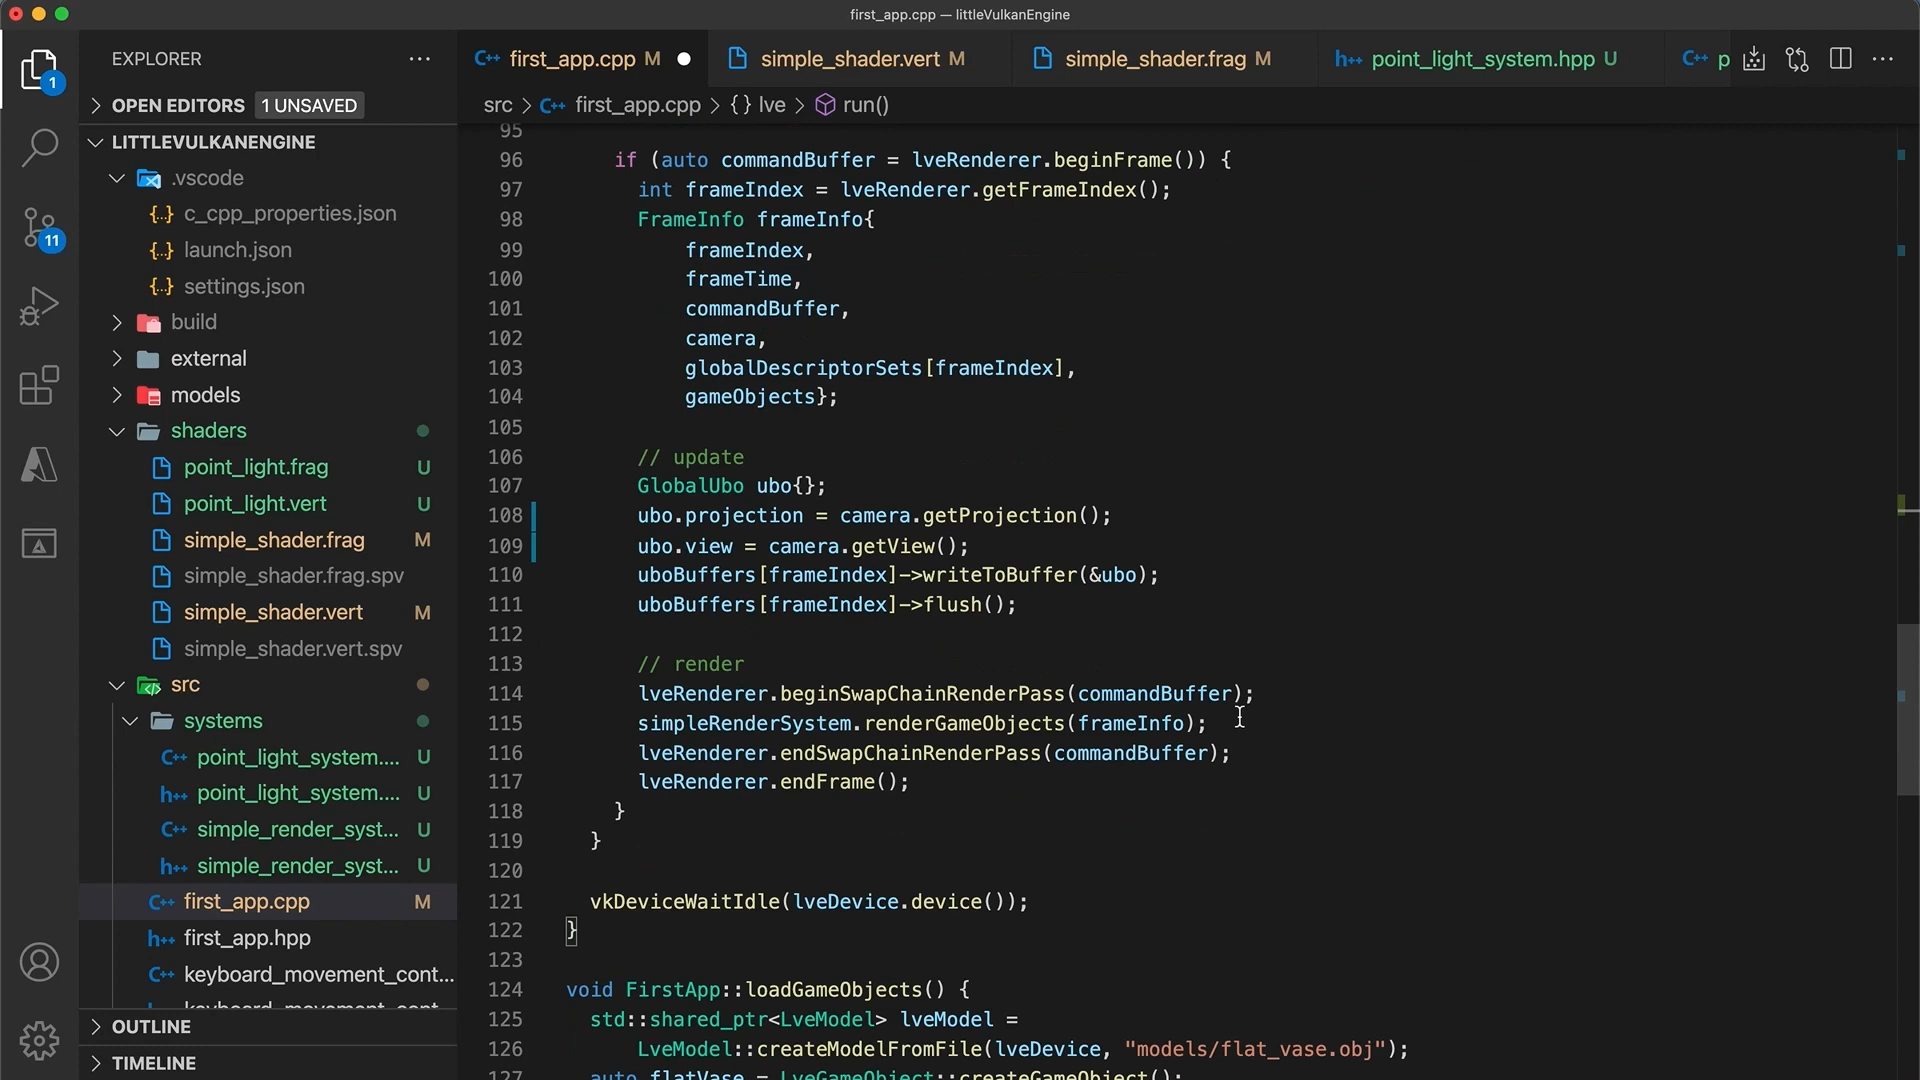 first_app.cpp — littleVulkanEngine
EXPLORER
first_app.cpp M
simple_shader.vert M
simple_shader.frag M
point_light_system.hpp U
p
OPEN EDITORS 1 UNSAVED
src > first_app.cpp > {} lve > run()
LITTLEVULKANENGINE
.vscode
c_cpp_properties.json
launch.json
settings.json
build
external
models
shaders
point_light.frag U
point_light.vert U
simple_shader.frag M
simple_shader.frag.spv
simple_shader.vert M
simple_shader.vert.spv
src
systems
point_light_system.... U
point_light_system.... U
simple_render_syst... U
simple_render_syst... U
first_app.cpp M
first_app.hpp
keyboard_movement_cont...
OUTLINE
TIMELINE
1
11
95
96 if (auto commandBuffer = lveRenderer.beginFrame()) {
97 int frameIndex = lveRenderer.getFrameIndex();
98 FrameInfo frameInfo{
99 frameIndex,
100 frameTime,
101 commandBuffer,
102 camera,
103 globalDescriptorSets[frameIndex],
104 gameObjects};
105
106 // update
107 GlobalUbo ubo{};
108 ubo.projection = camera.getProjection();
109 ubo.view = camera.getView();
110 uboBuffers[frameIndex]->writeToBuffer(&ubo);
111 uboBuffers[frameIndex]->flush();
112
113 // render
114 lveRenderer.beginSwapChainRenderPass(commandBuffer);
115 simpleRenderSystem.renderGameObjects(frameInfo);
116 lveRenderer.endSwapChainRenderPass(commandBuffer);
117 lveRenderer.endFrame();
118 }
119 }
120
121 vkDeviceWaitIdle(lveDevice.device());
122 }
123
124 void FirstApp::loadGameObjects() {
125 std::shared_ptr<LveModel> lveModel =
126 LveModel::createModelFromFile(lveDevice, "models/flat_vase.obj");
127 auto flatVase = LveGameObject::createGameObject();